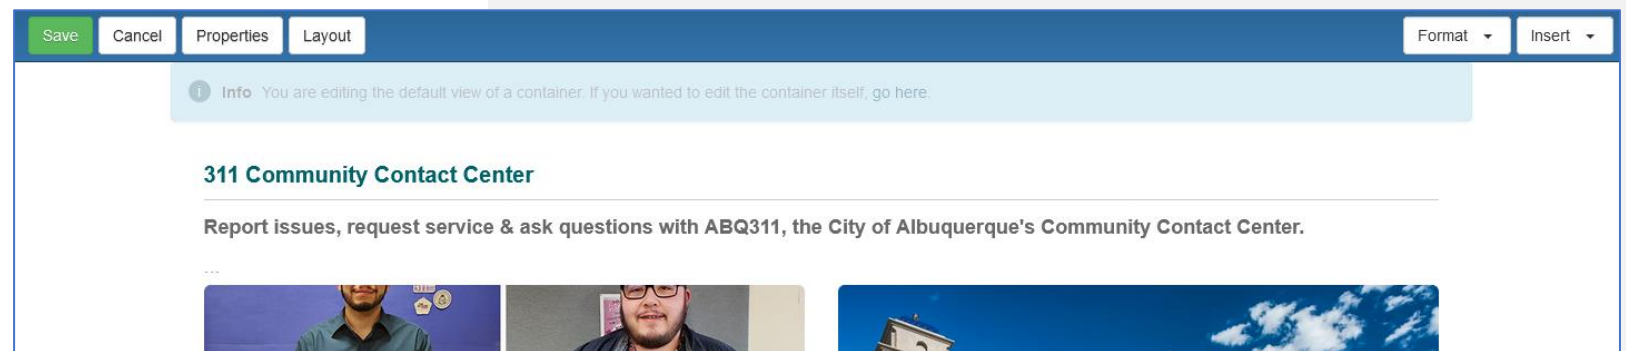 Save Cancel Properties Layout Format Insert
Info You are editing the default view of a container. If you wanted to edit the container itself, go here.
311 Community Contact Center
Report issues, request service & ask questions with ABQ311, the City of Albuquerque's Community Contact Center.
...